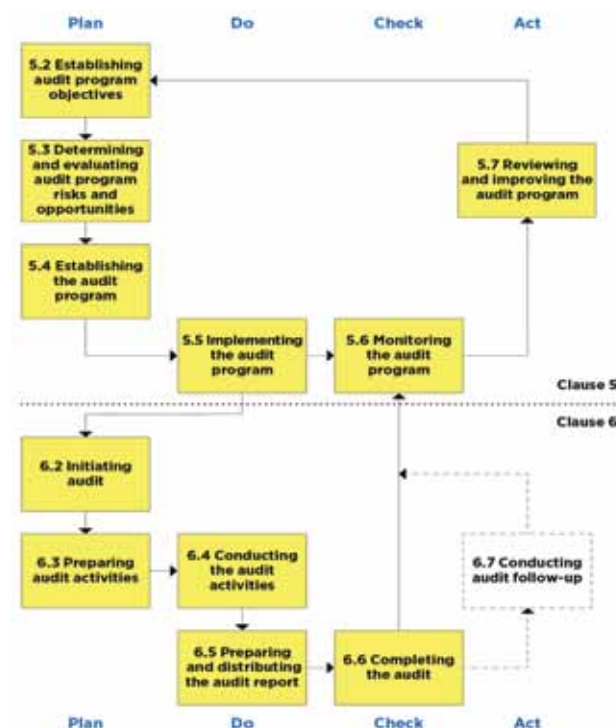 Plan
Do
Check
Act
5.2 Establishing
audit program
objectives
5.3 Determining
and evaluating
audit program
risks and
opportunities
5.7 Reviewing
and improving the
audit program
5.4 Establishing
the audit
program
5.5 Implementing
the audit
program
5.6 Monitoring
the audit
program
Clause 5
Clause 6
6.2 Initiating
audit
6.3 Preparing
audit activities
6.4 Conducting
the audit
activities
6.7 Conducting
audit follow-up
6.5 Preparing
and distributing
the audit report
6.6 Completing
the audit
Plan
Do
Check
Act